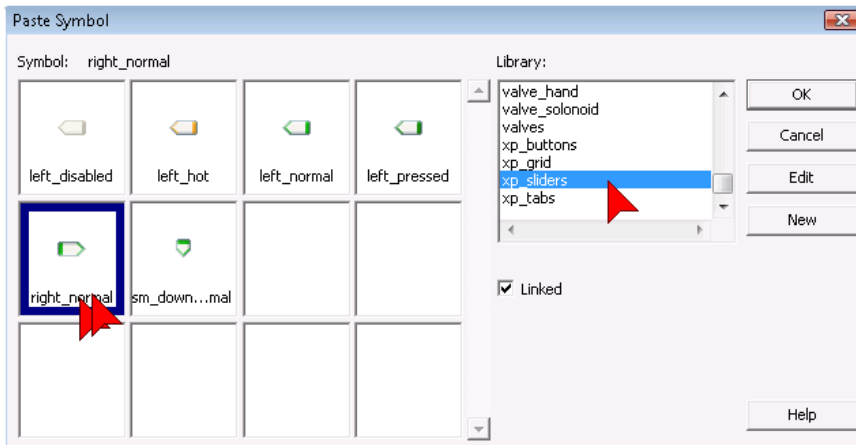 Paste Symbol
Symbol: right_normal
Library:
left_disabled
left_hot
left_normal
left_pressed
right_normal
sm_down...mal
valve_hand
valve_solonoid
valves
xp_buttons
xp_grid
xp_sliders
xp_tabs
Linked
OK
Cancel
Edit
New
Help